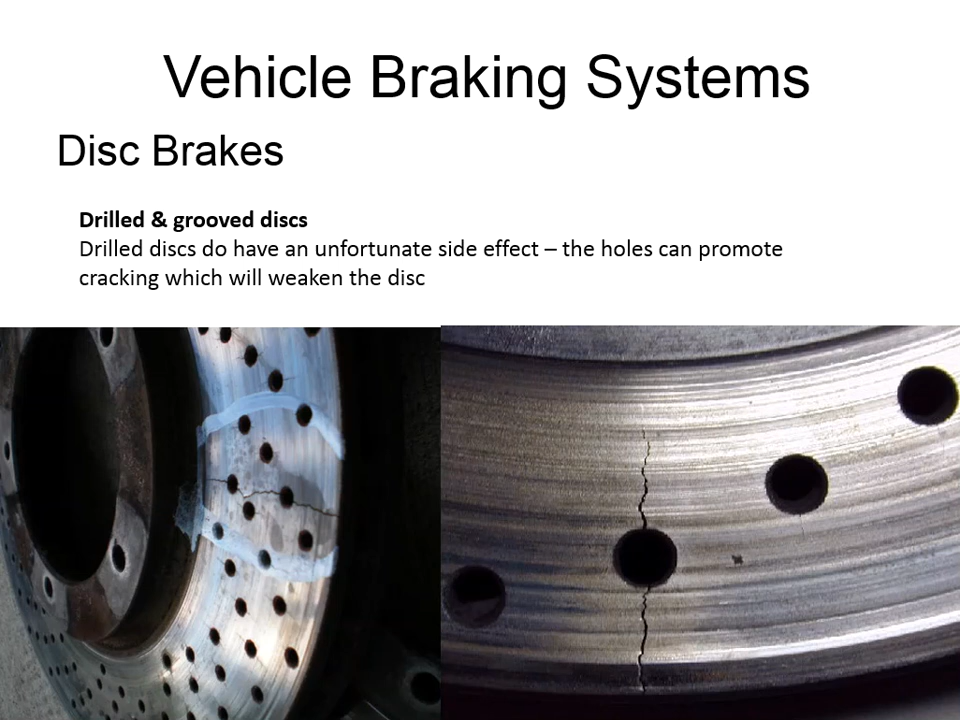 Vehicle Braking Systems
Disc Brakes
Drilled & grooved discs
Drilled discs do have an unfortunate side effect – the holes can promote
cracking which will weaken the disc